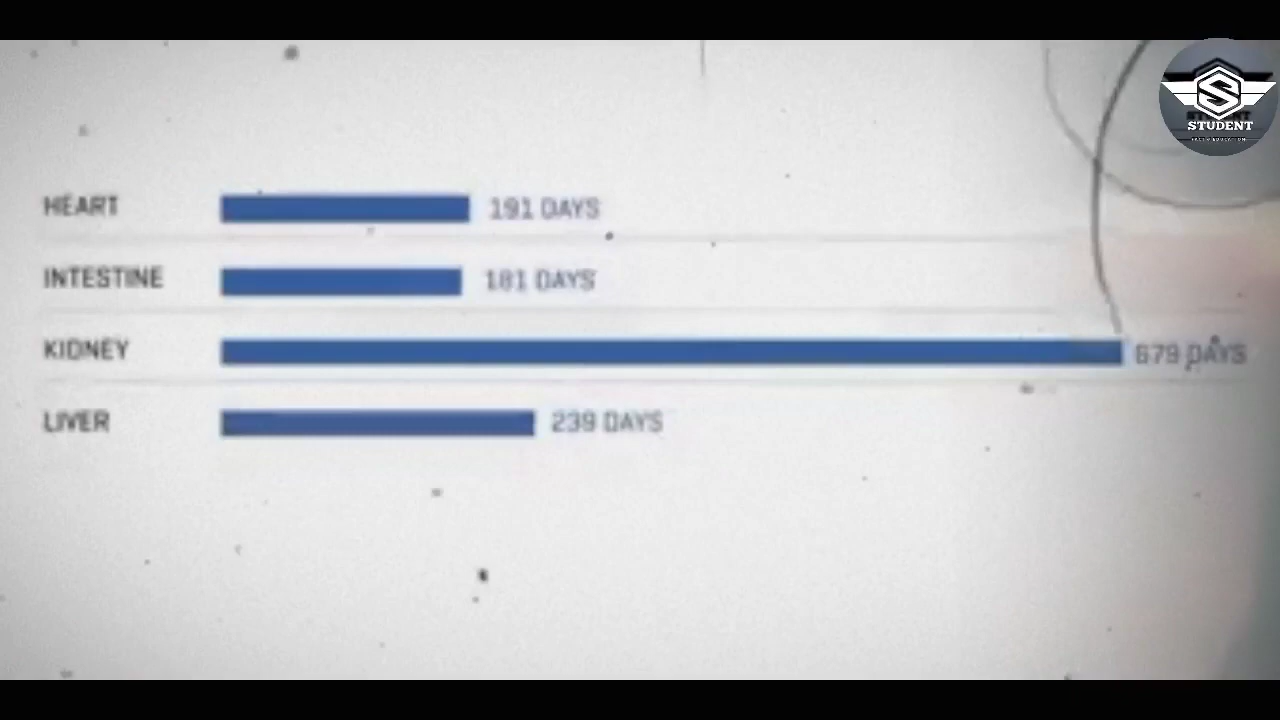 STUDENT
HEART 191 DAYS
INTESTINE 181 DAYS
KIDNEY 679 DAYS
LIVER 239 DAYS